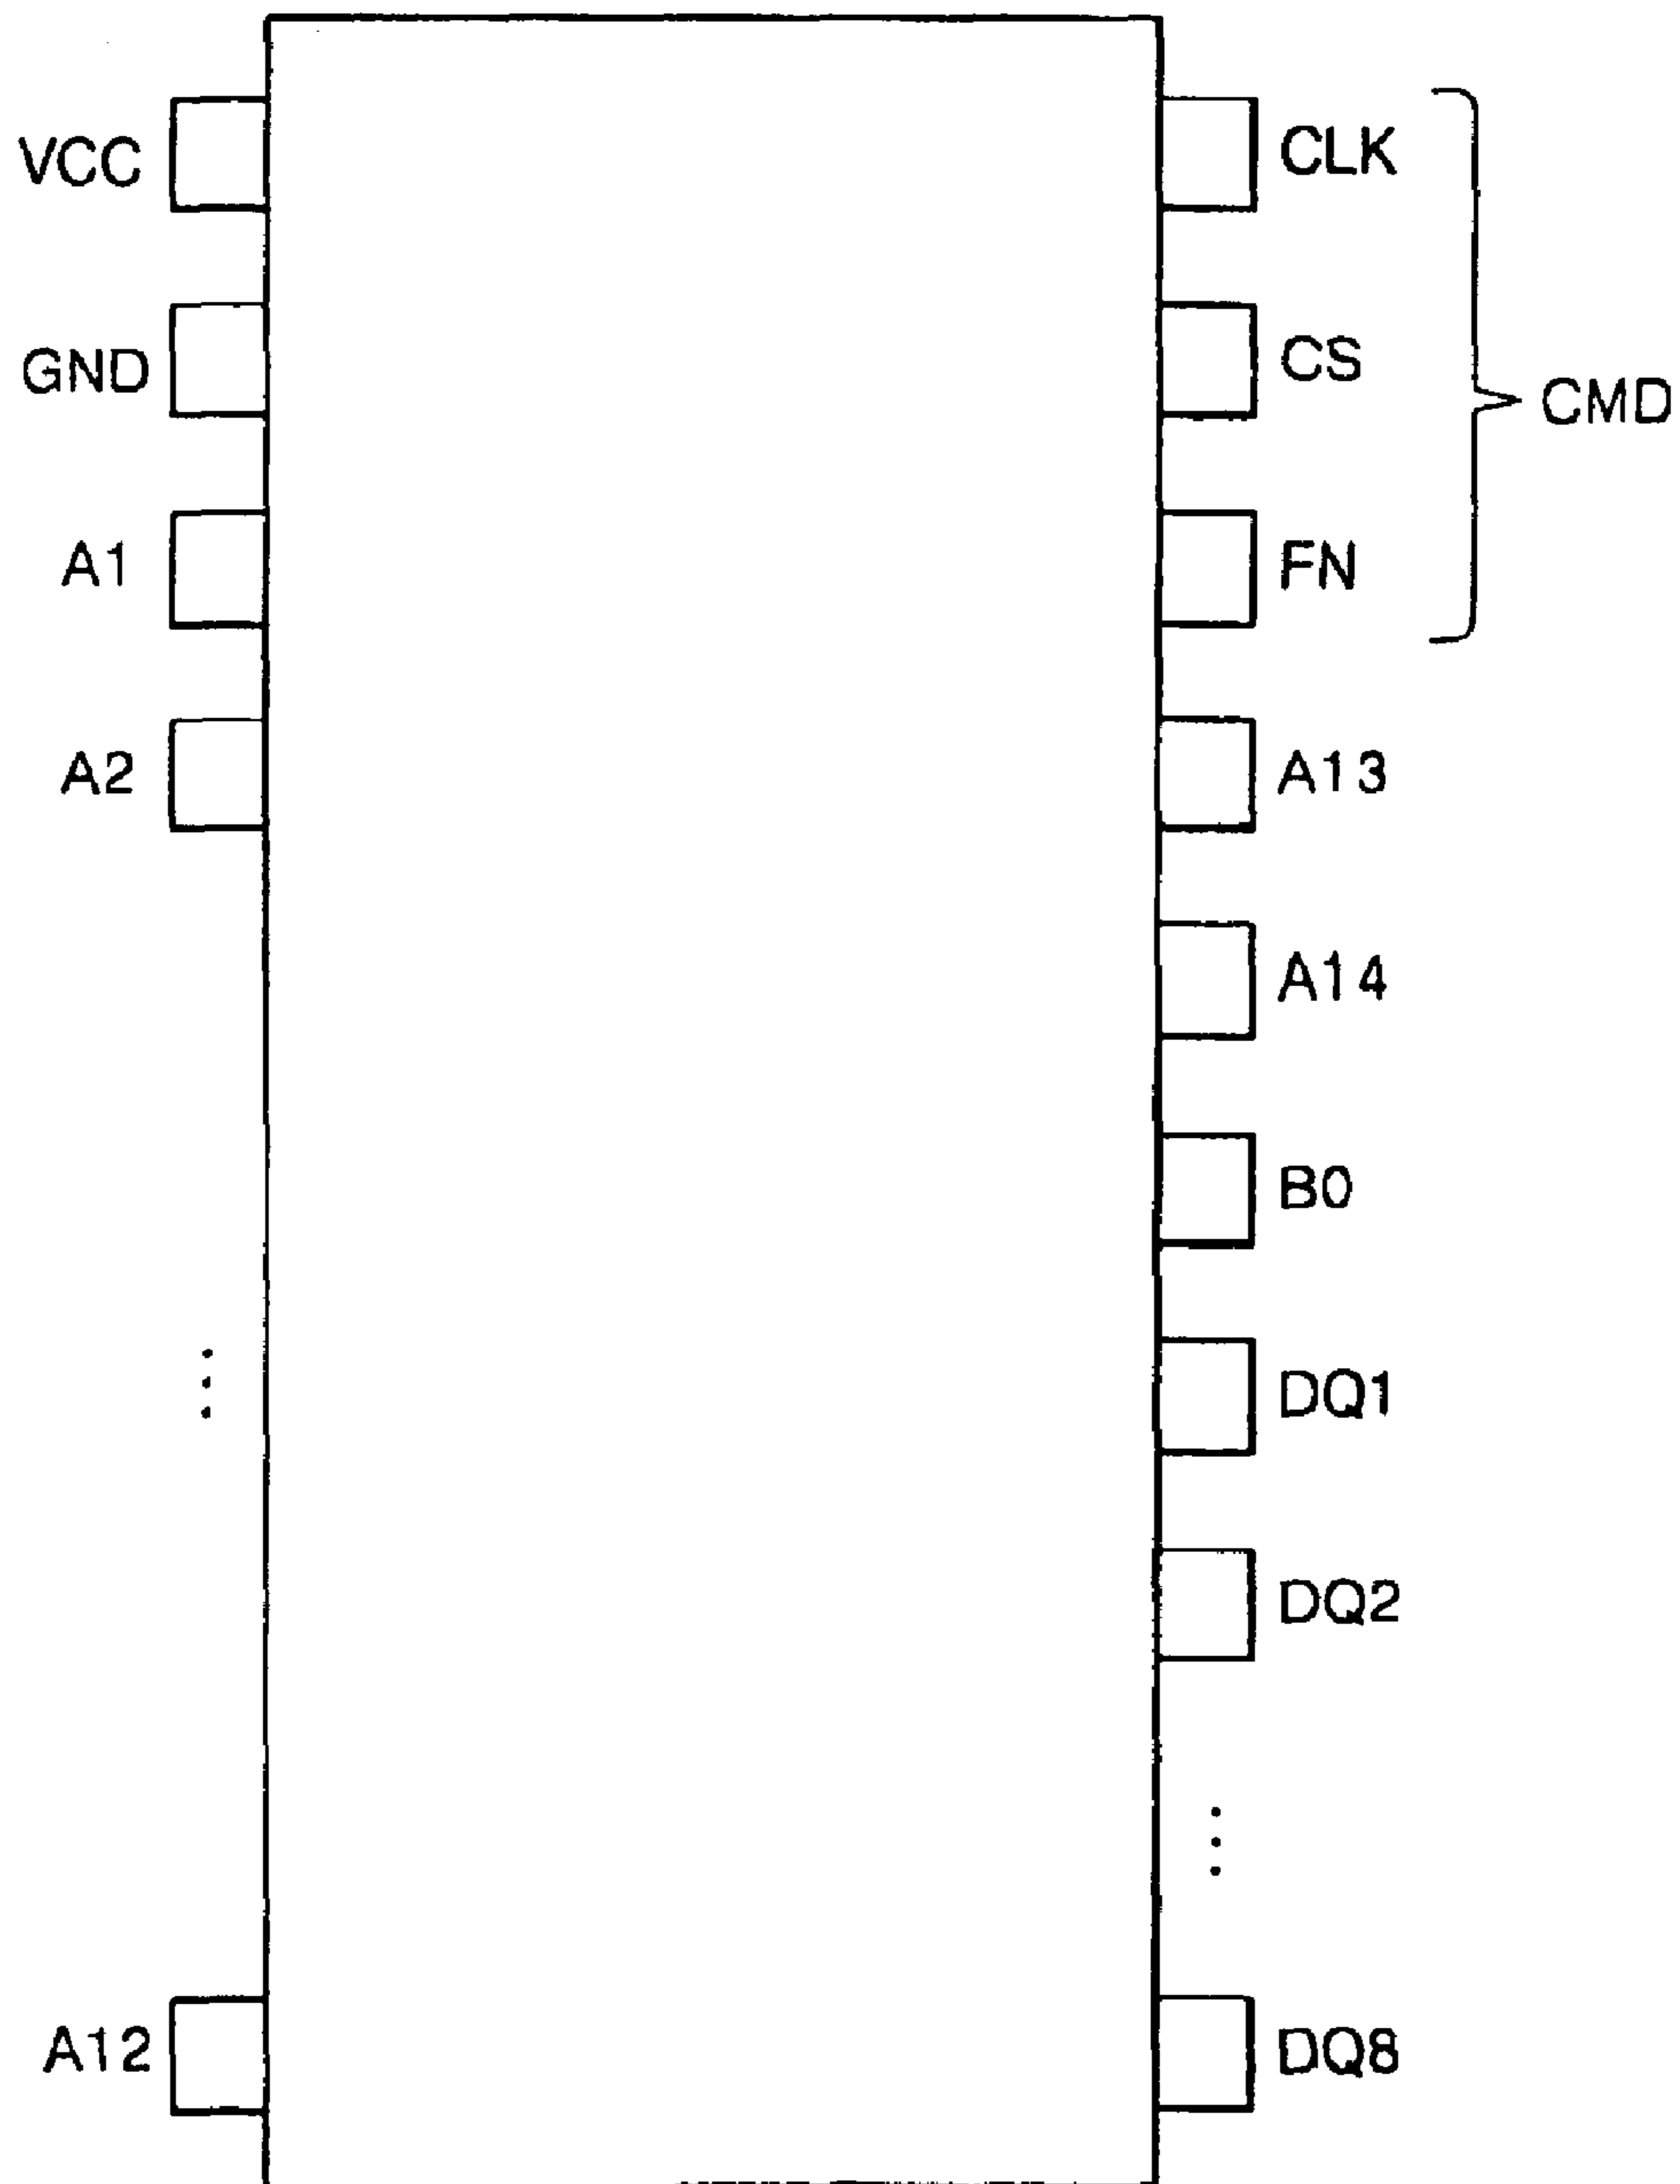 VCC
GND
A1
A2
A12
CLK
CS
FN
CMD
A13
A14
B0
DQ1
DQ2
DQ8